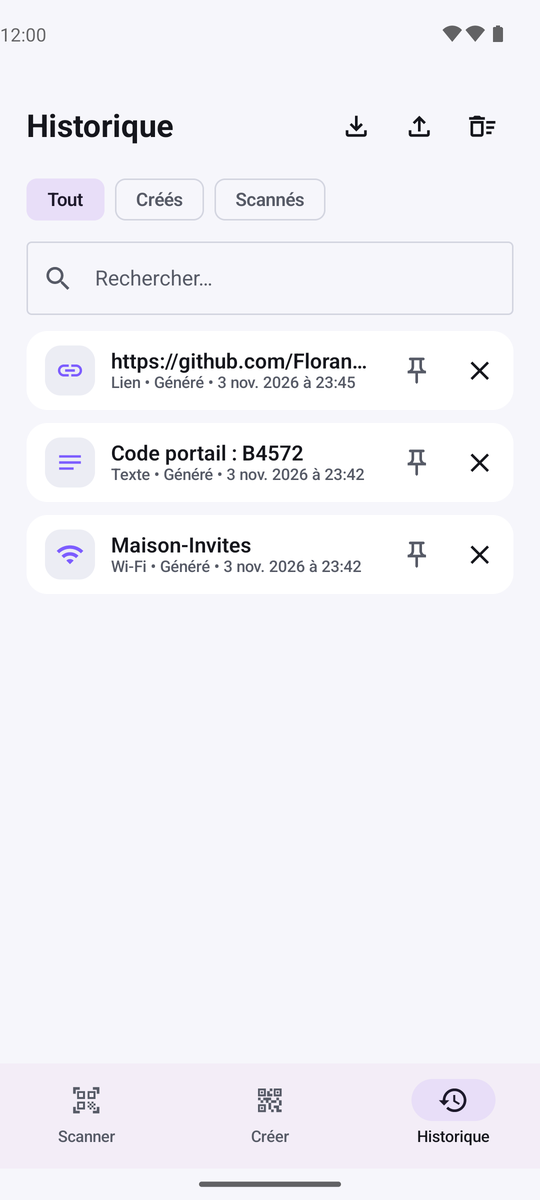 12:00
Historique
Tout
Créés
Scannés
Rechercher...
https://github.com/Floran...
Lien • Généré • 3 nov. 2026 à 23:45
Code portail : B4572
Texte • Généré • 3 nov. 2026 à 23:42
Maison-Invites
Wi-Fi • Généré • 3 nov. 2026 à 23:42
Scanner
Créer
Historique